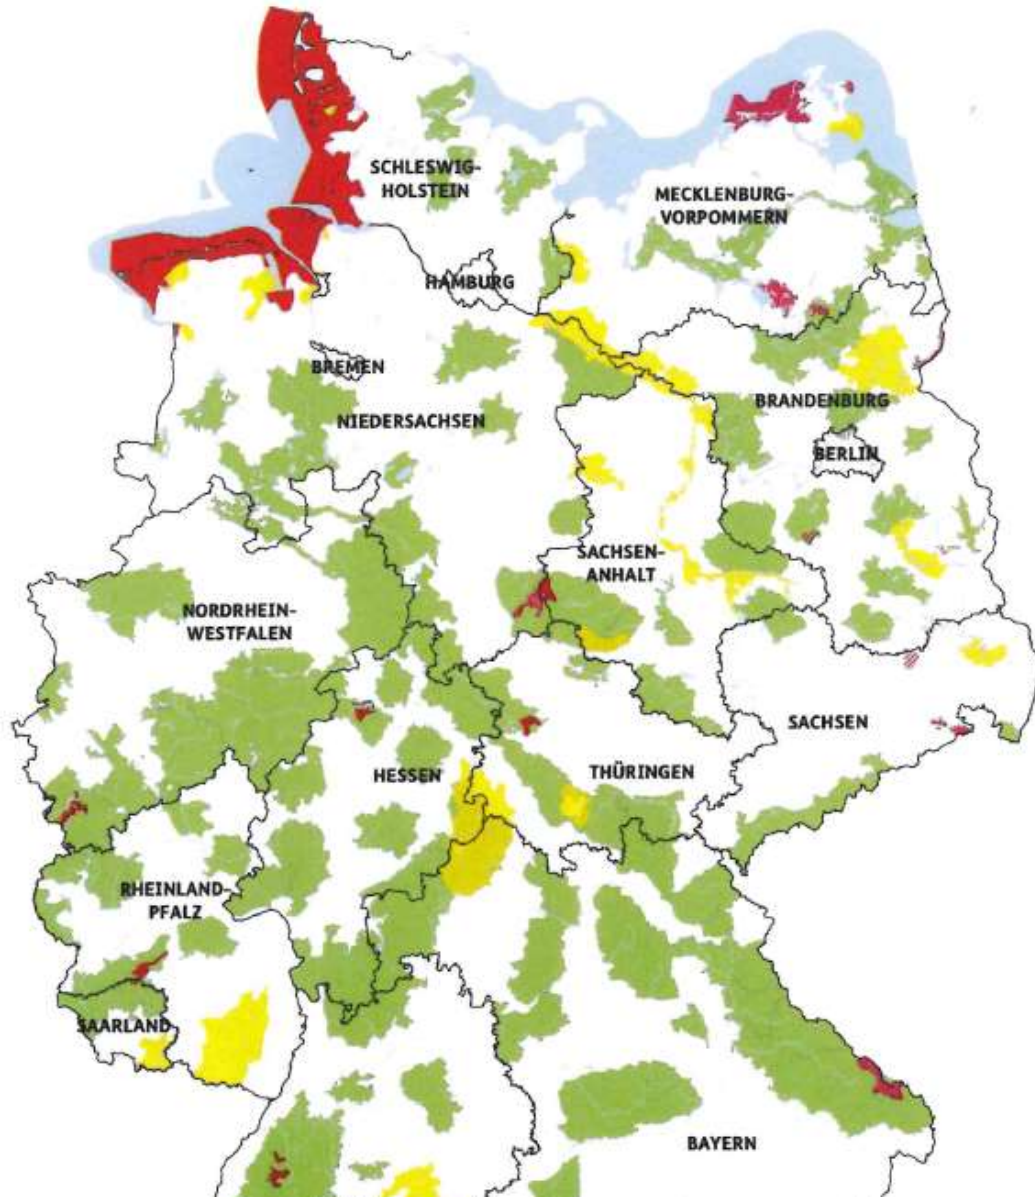 SCHLESWIG-
HOLSTEIN
MECKLENBURG-
VORPOMMERN
HAMBURG
BREMEN
NIEDERSACHSEN
BRANDENBURG
BERLIN
SACHSEN-
ANHALT
NORDRHEIN-
WESTFALEN
SACHSEN
HESSEN
THÜRINGEN
RHEINLAND-
PFALZ
SAARLAND
BAYERN